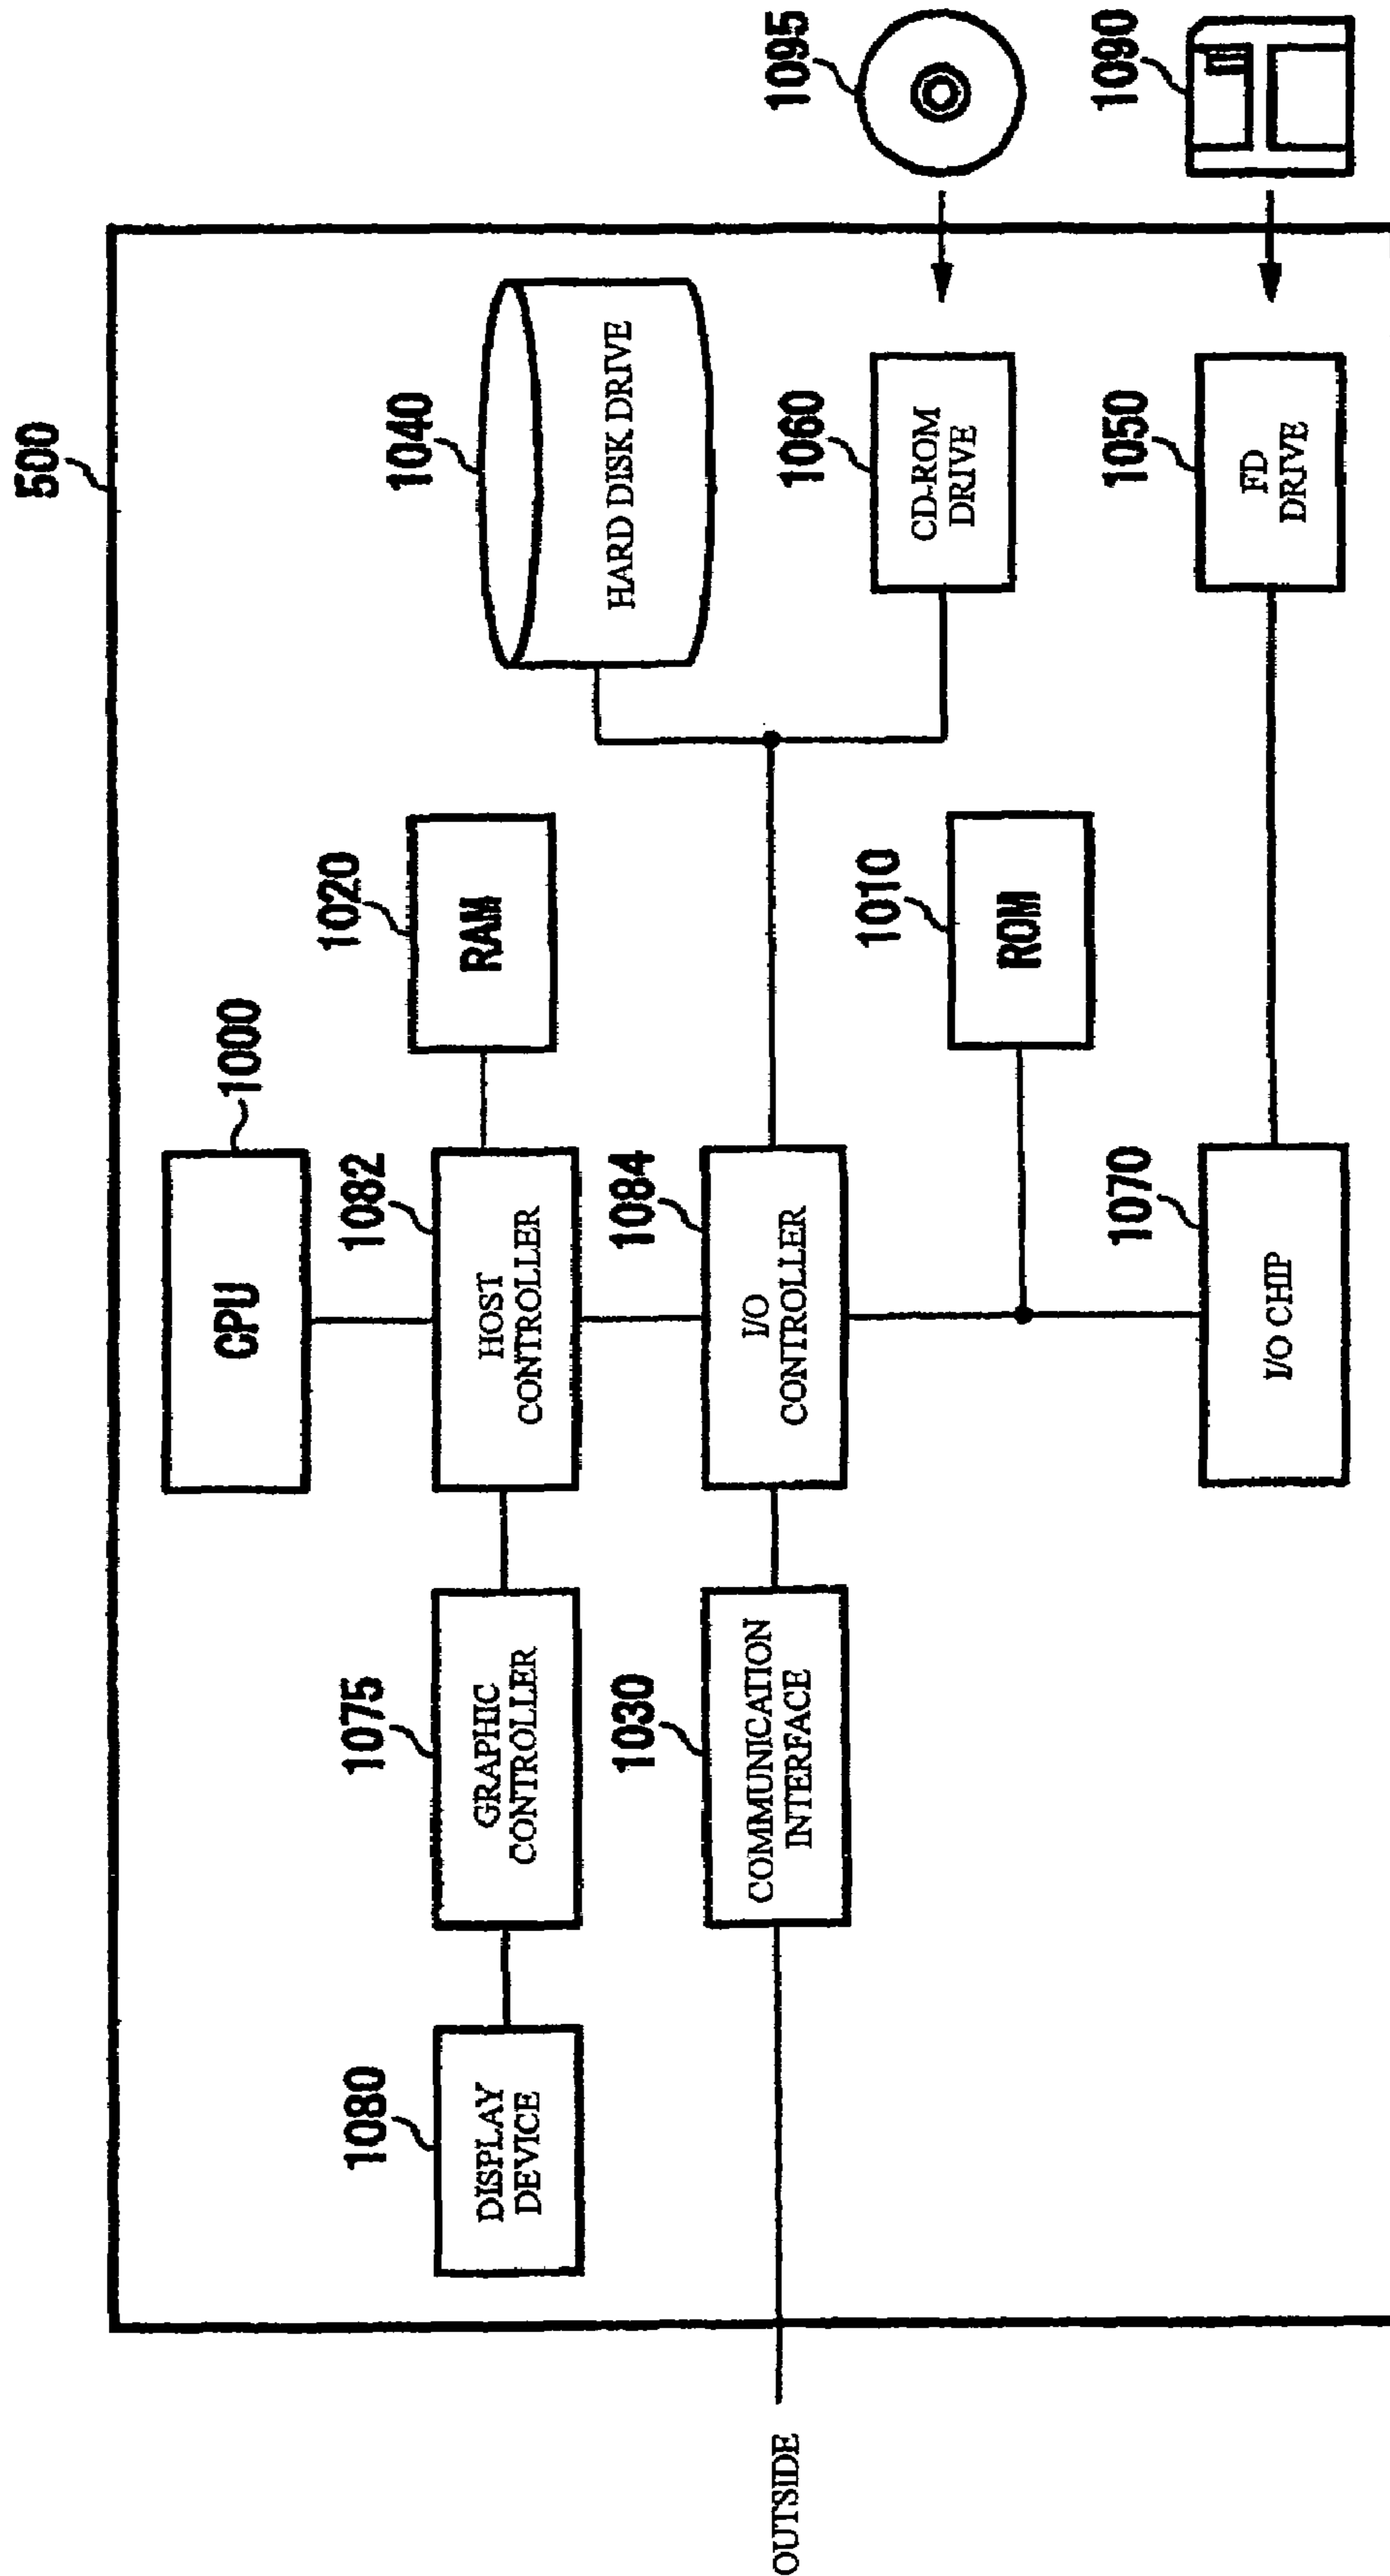 500
1000
CPU
1080
DISPLAY
DEVICE
1075
GRAPHIC
CONTROLLER
1082
HOST
CONTROLLER
1020
RAM
1040
HARD DISK DRIVE
OUTSIDE
1030
COMMUNICATION
INTERFACE
1084
I/O
CONTROLLER
1060
CD-ROM
DRIVE
1095
1010
ROM
1070
I/O CHIP
1050
FD
DRIVE
1090